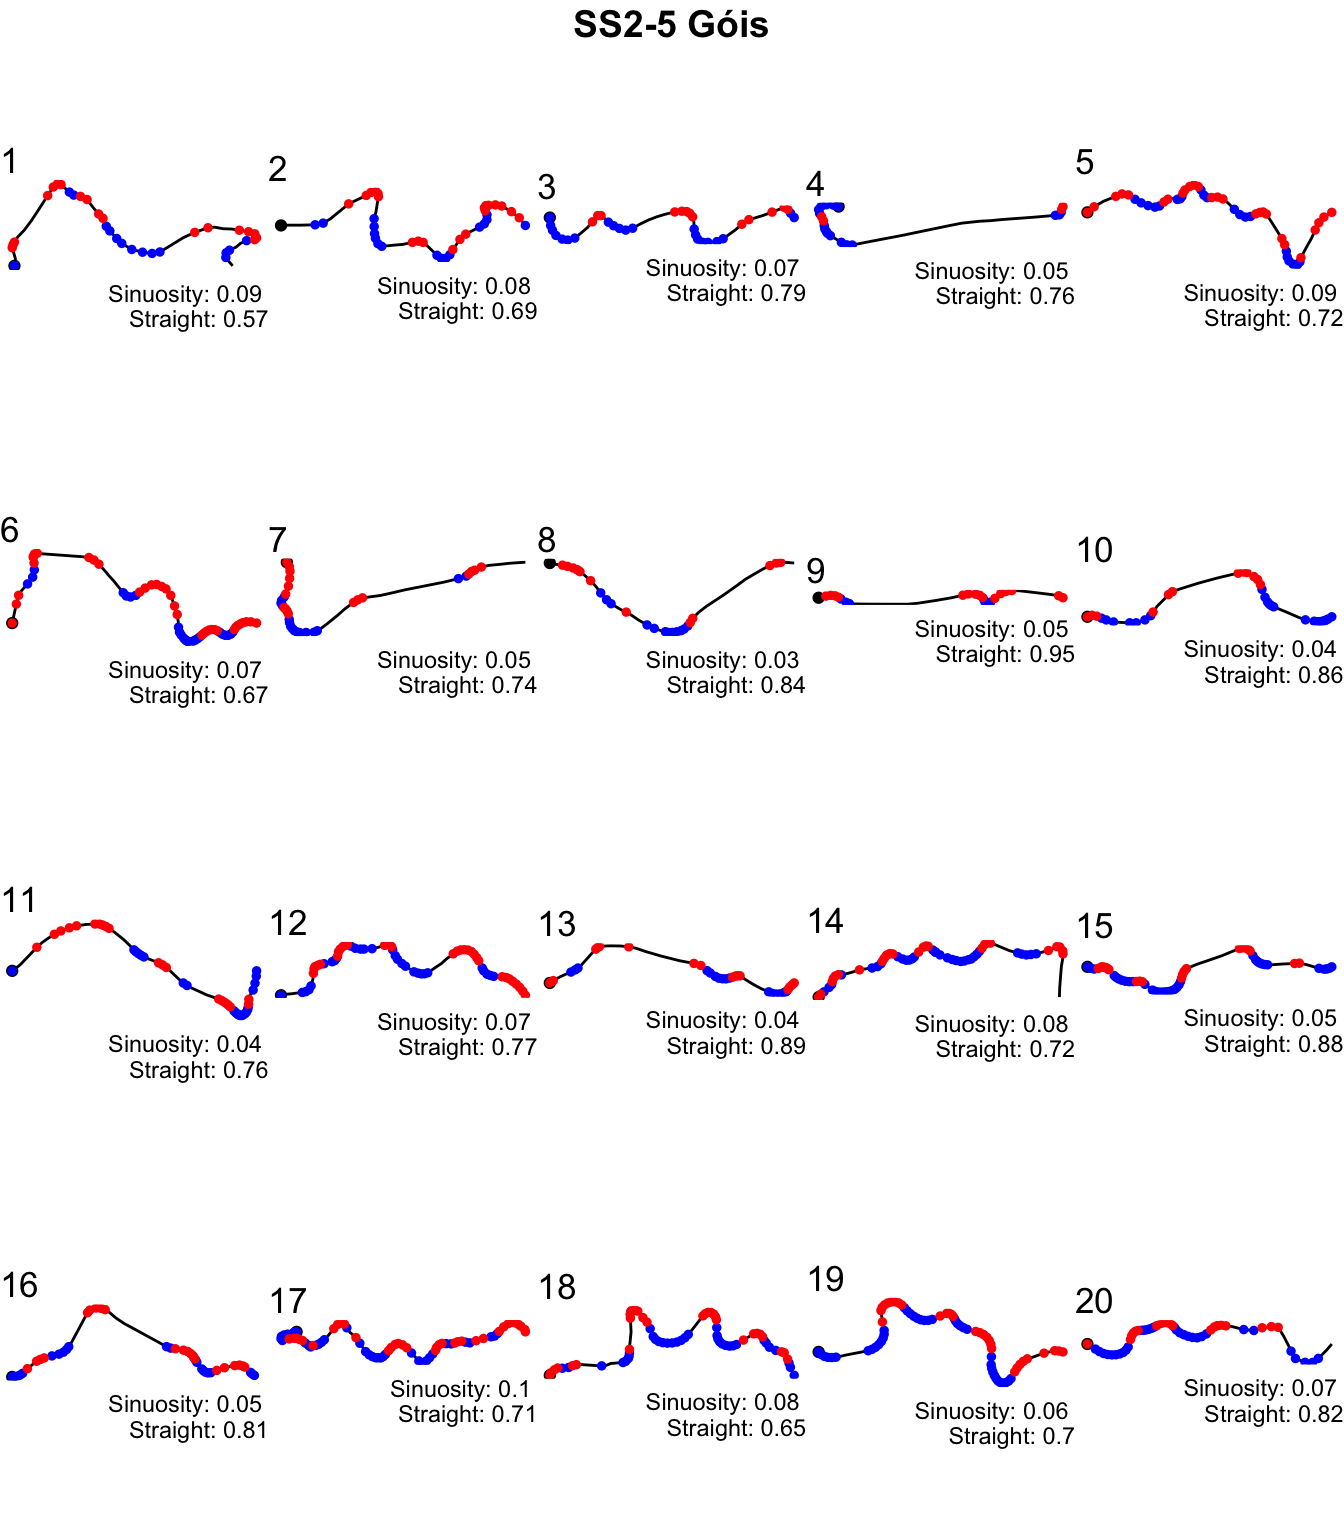 SS2-5 Góis
1
Sinuosity: 0.09
Straight: 0.57
2
Sinuosity: 0.08
Straight: 0.69
3
Sinuosity: 0.07
Straight: 0.79
4
Sinuosity: 0.05
Straight: 0.76
5
Sinuosity: 0.09
Straight: 0.72
6
Sinuosity: 0.07
Straight: 0.67
7
Sinuosity: 0.05
Straight: 0.74
8
Sinuosity: 0.03
Straight: 0.84
9
Sinuosity: 0.05
Straight: 0.95
10
Sinuosity: 0.04
Straight: 0.86
11
Sinuosity: 0.04
Straight: 0.76
12
Sinuosity: 0.07
Straight: 0.77
13
Sinuosity: 0.04
Straight: 0.89
14
Sinuosity: 0.08
Straight: 0.72
15
Sinuosity: 0.05
Straight: 0.88
16
Sinuosity: 0.05
Straight: 0.81
17
Sinuosity: 0.1
Straight: 0.71
18
Sinuosity: 0.08
Straight: 0.65
19
Sinuosity: 0.06
Straight: 0.7
20
Sinuosity: 0.07
Straight: 0.82